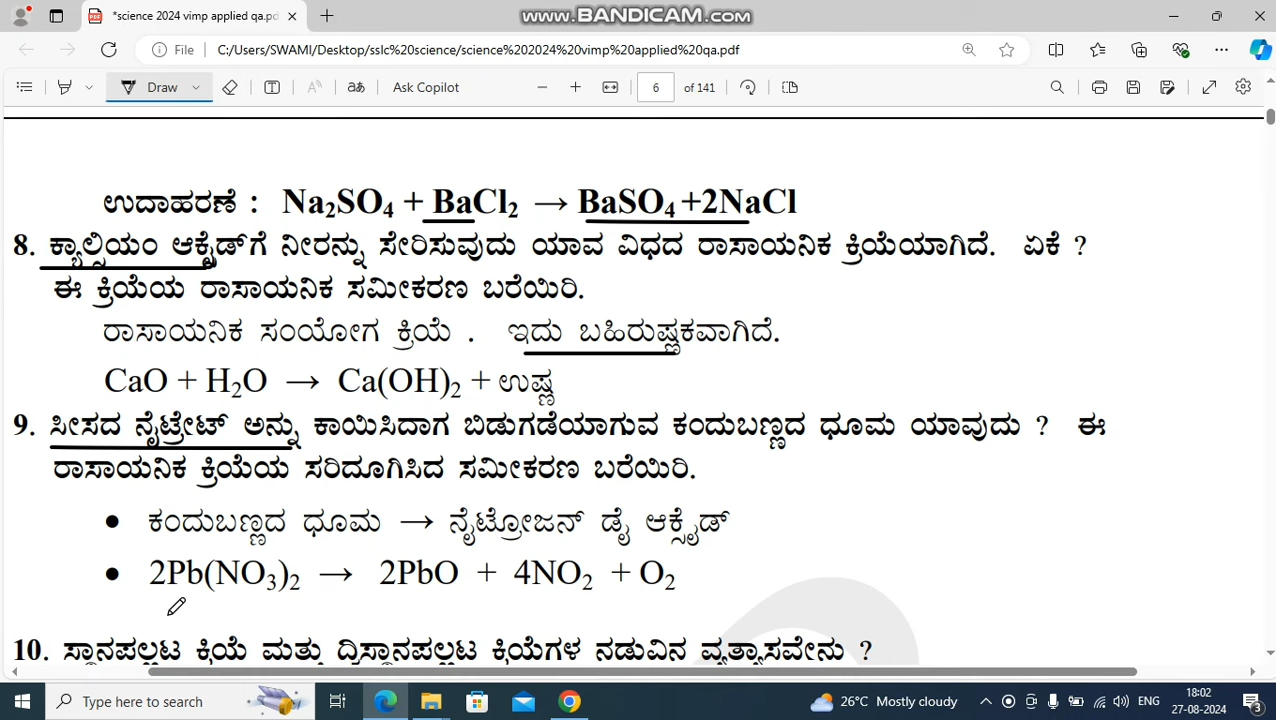 www.BANDICAM.com
*science 2024 vimp applied qa.pd
File C:/Users/SWAMI/Desktop/sslc%20science/science%202024%20vimp%20applied%20qa.pdf
Draw aあ Ask Copilot 6 of 141
ಉದಾಹರಣೆ : Na₂SO₄ + BaCl₂ → BaSO₄ +2NaCl
8. ಕ್ಯಾಲ್ಸಿಯಂ ಆಕ್ಸೈಡ್‌ಗೆ ನೀರನ್ನು ಸೇರಿಸುವುದು ಯಾವ ವಿಧದ ರಾಸಾಯನಿಕ ಕ್ರಿಯೆಯಾಗಿದೆ. ಏಕೆ ?
ಈ ಕ್ರಿಯೆಯ ರಾಸಾಯನಿಕ ಸಮೀಕರಣ ಬರೆಯಿರಿ.
ರಾಸಾಯನಿಕ ಸಂಯೋಗ ಕ್ರಿಯೆ . ಇದು ಬಹಿರುಷ್ಣಕವಾಗಿದೆ.
CaO + H₂O → Ca(OH)₂ + ಉಷ್ಣ
9. ಸೀಸದ ನೈಟ್ರೇಟ್ ಅನ್ನು ಕಾಯಿಸಿದಾಗ ಬಿಡುಗಡೆಯಾಗುವ ಕಂದುಬಣ್ಣದ ಧೂಮ ಯಾವುದು ? ಈ
ರಾಸಾಯನಿಕ ಕ್ರಿಯೆಯ ಸರಿದೂಗಿಸಿದ ಸಮೀಕರಣ ಬರೆಯಿರಿ.
• ಕಂದುಬಣ್ಣದ ಧೂಮ → ನೈಟ್ರೋಜನ್ ಡೈ ಆಕ್ಸೈಡ್
• 2Pb(NO₃)₂ → 2PbO + 4NO₂ + O₂
10. ಸ್ಥಾನಪಲ್ಲಟ ಕ್ರಿಯೆ ಮತ್ತು ದ್ವಿಸ್ಥಾನಪಲ್ಲಟ ಕ್ರಿಯೆಗಳ ನಡುವಿನ ವ್ಯತ್ಯಾಸವೇನು ?
Type here to search 26°C Mostly cloudy ENG 18:02
27-08-2024 3